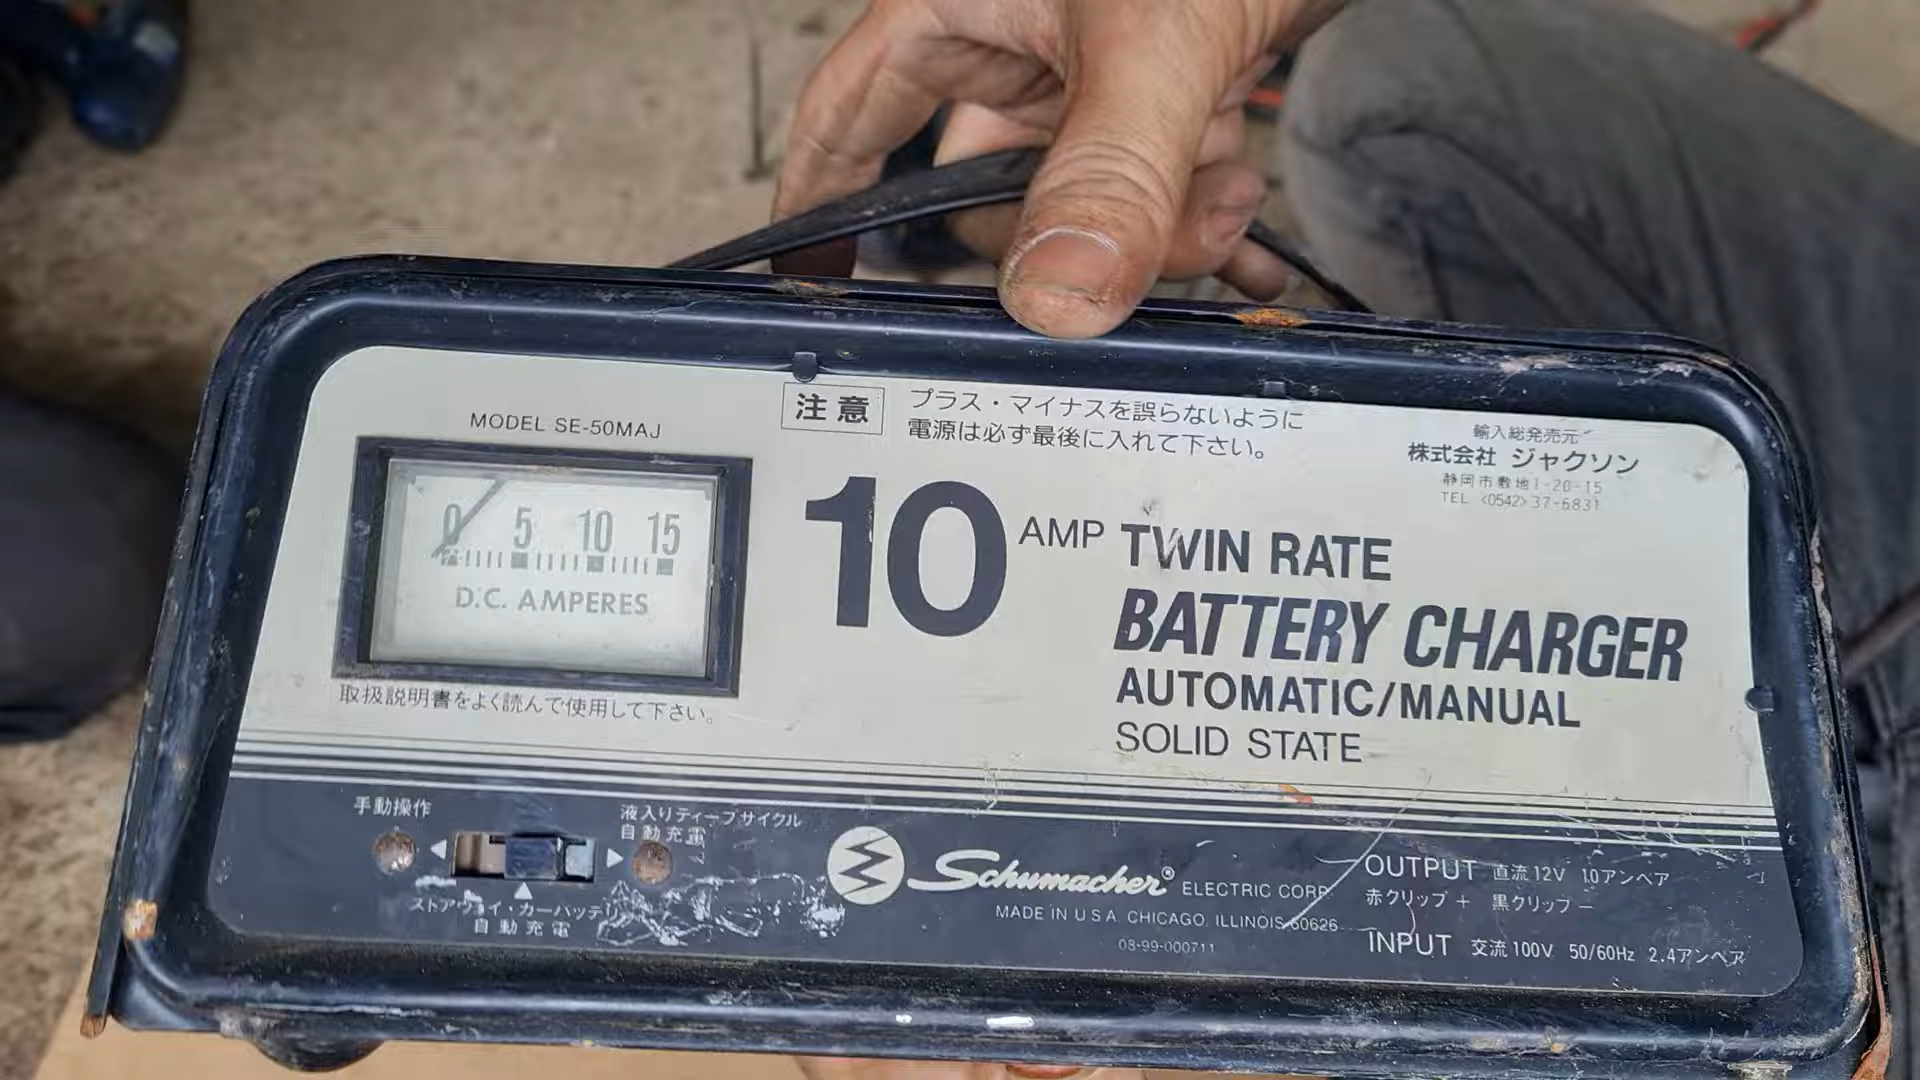 MODEL SE-50MAJ
0 5 10 15
D.C. AMPERES
取扱説明書をよく読んで使用して下さい。
注意
プラス・マイナスを誤らないように
電源は必ず最後に入れて下さい。
輸入総発売元
株式会社 ジャクソン
静岡市敷地1-20-15
TEL <0542>37-6831
10 AMP TWIN RATE
BATTERY CHARGER
AUTOMATIC/MANUAL
SOLID STATE
手動操作
液入りディープサイクル
自動充電
ストアウェイ・カーバッテリ
自動充電
Schumacher® ELECTRIC CORP.
MADE IN U.S.A. CHICAGO, ILLINOIS 60626
08-99-000711
OUTPUT 直流12V 10アンペア
赤クリップ+ 黒クリップ−
INPUT 交流100V 50/60Hz 2.4アンペア